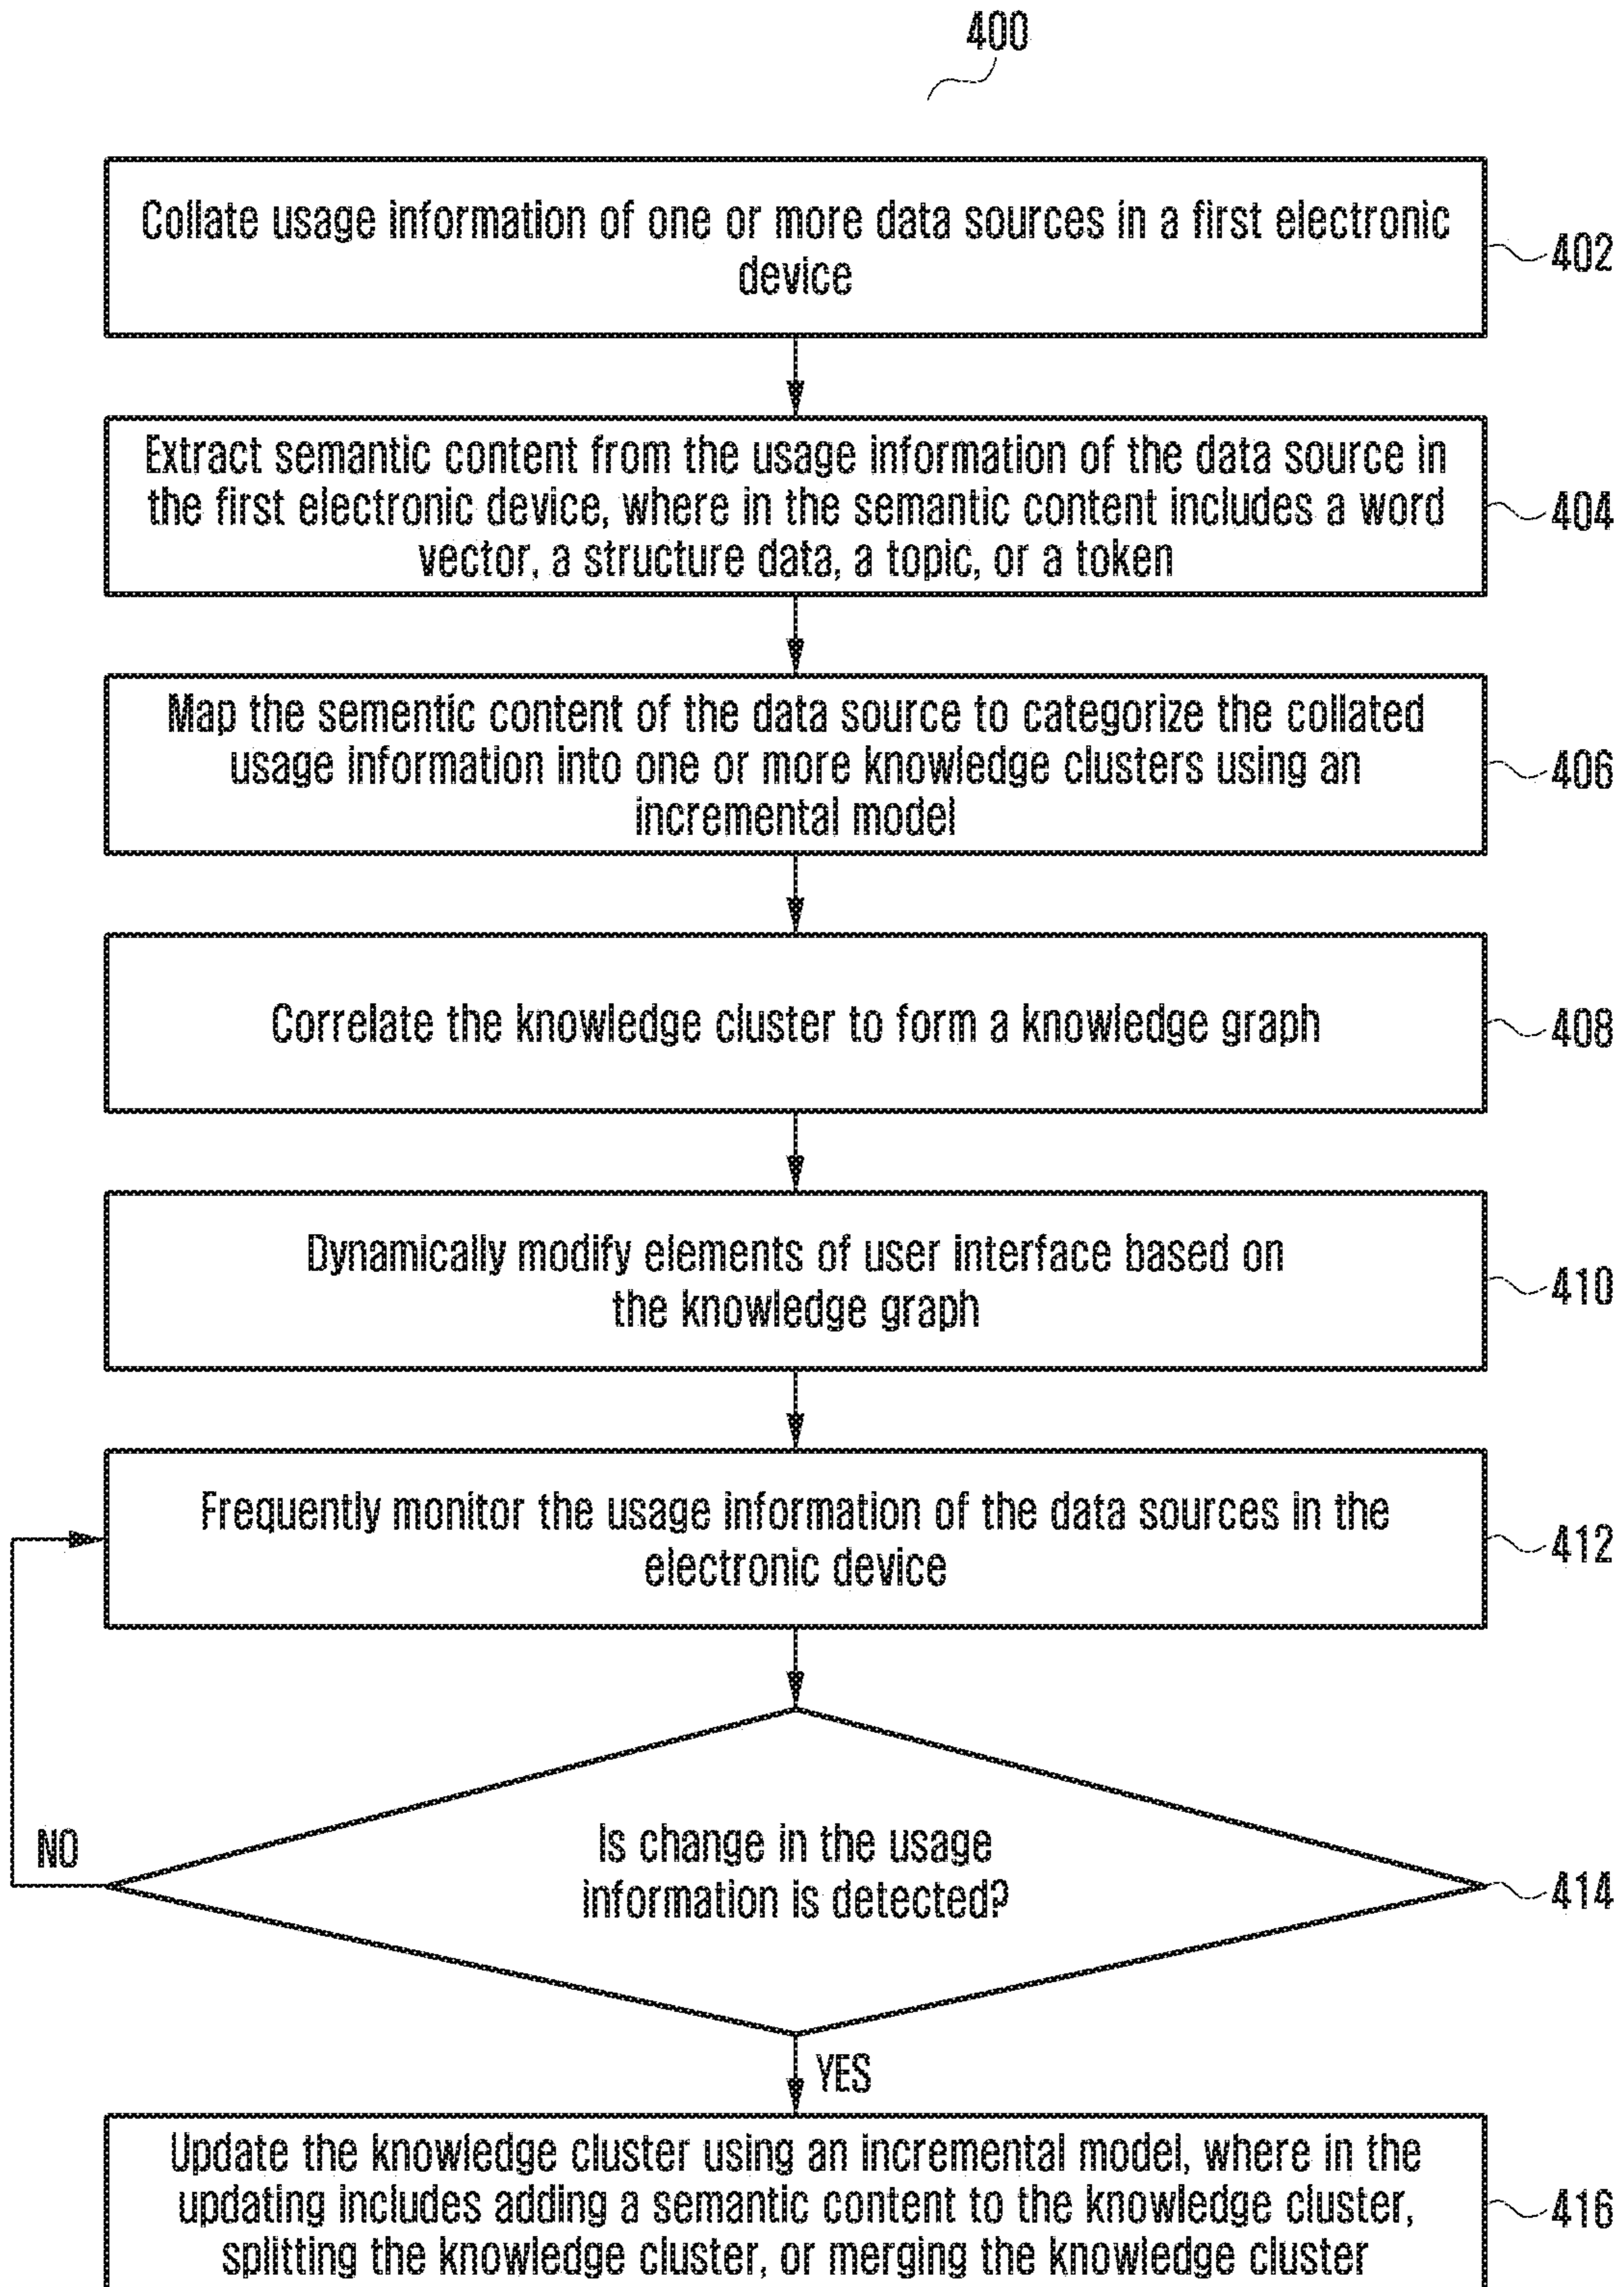 400
Collate usage information of one or more data sources in a first electronic
device
402
Extract semantic content from the usage information of the data source in
the first electronic device, where in the semantic content includes a word
vector, a structure data, a topic, or a token
404
Map the sementic content of the data source to categorize the collated
usage information into one or more knowledge clusters using an
incremental model
406
Correlate the knowledge cluster to form a knowledge graph
408
Dynamically modify elements of user interface based on
the knowledge graph
410
Frequently monitor the usage information of the data sources in the
electronic device
412
Is change in the usage
information is detected?
414
NO
YES
Update the knowledge cluster using an incremental model, where in the
updating includes adding a semantic content to the knowledge cluster,
splitting the knowledge cluster, or merging the knowledge cluster
416